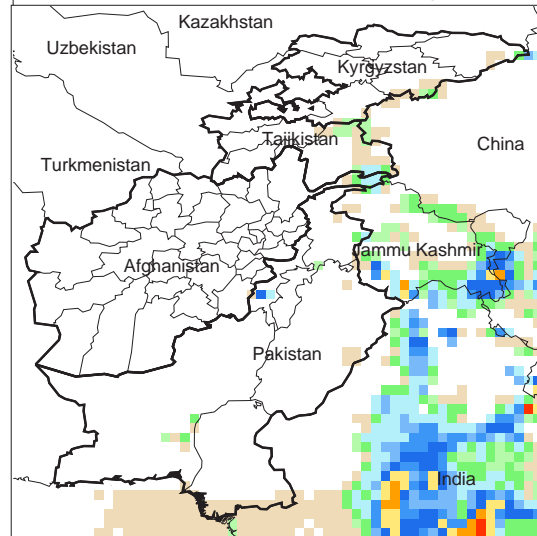 Kazakhstan
Uzbekistan
Kyrgyzstan
Tajikistan
China
Turkmenistan
Jammu Kashmir
Afghanistan
Pakistan
India